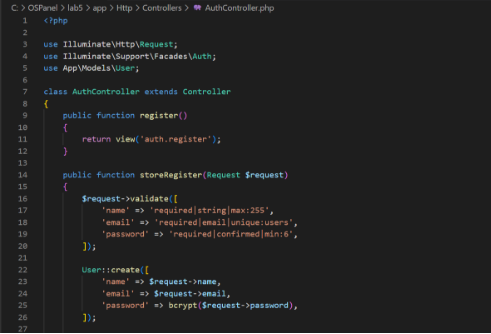 C: > OSPanel > lab5 > app > Http > Controllers > AuthController.php
1 <?php
2
3 use Illuminate\Http\Request;
4 use Illuminate\Support\Facades\Auth;
5 use App\Models\User;
6
7 class AuthController extends Controller
8 {
9 public function register()
10 {
11 return view('auth.register');
12 }
13
14 public function storeRegister(Request $request)
15 {
16 $request->validate([
17 'name' => 'required|string|max:255',
18 'email' => 'required|email|unique:users',
19 'password' => 'required|confirmed|min:6',
20 ]);
21
22 User::create([
23 'name' => $request->name,
24 'email' => $request->email,
25 'password' => bcrypt($request->password),
26 ]);
27